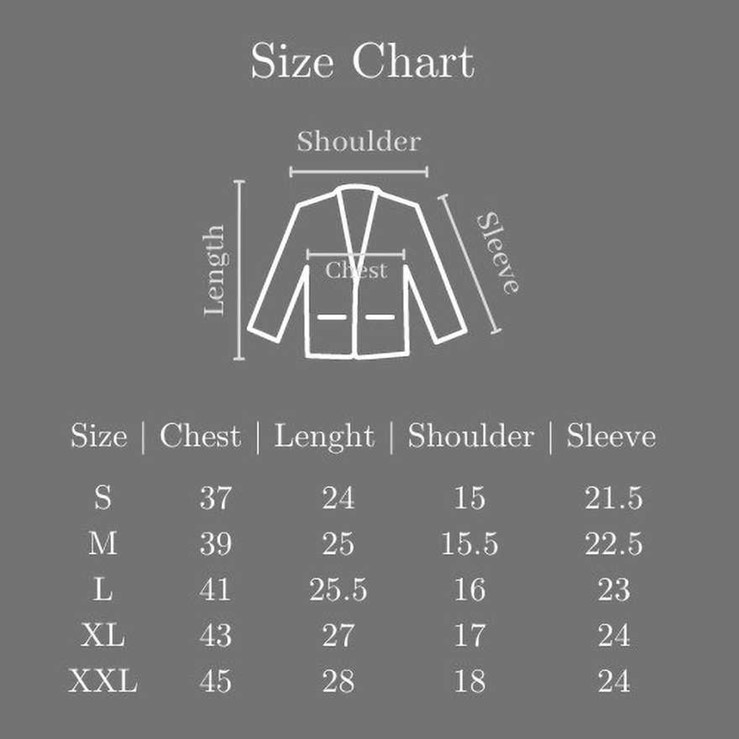 Size Chart
Shoulder
Length
Chest
Sleeve
Size | Chest | Lenght | Shoulder | Sleeve
S 37 24 15 21.5
M 39 25 15.5 22.5
L 41 25.5 16 23
XL 43 27 17 24
XXL 45 28 18 24